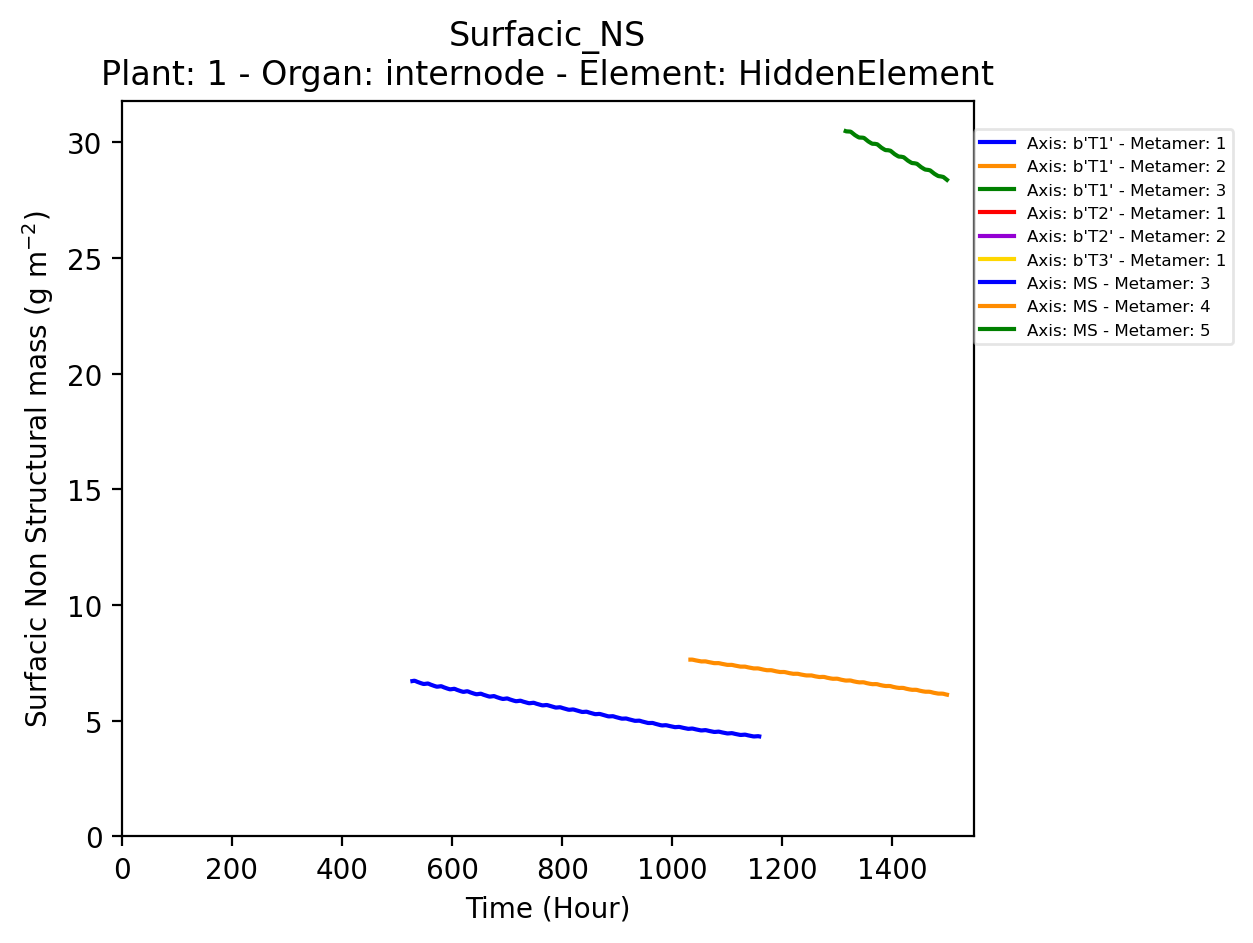 Surfacic_NS
Plant: 1 - Organ: internode - Element: HiddenElement
30
25
20
15
10
5
0
Surfacic Non Structural mass (g m⁻²)
0 200 400 600 800 1000 1200 1400
Time (Hour)
Axis: b'T1' - Metamer: 1
Axis: b'T1' - Metamer: 2
Axis: b'T1' - Metamer: 3
Axis: b'T2' - Metamer: 1
Axis: b'T2' - Metamer: 2
Axis: b'T3' - Metamer: 1
Axis: MS - Metamer: 3
Axis: MS - Metamer: 4
Axis: MS - Metamer: 5